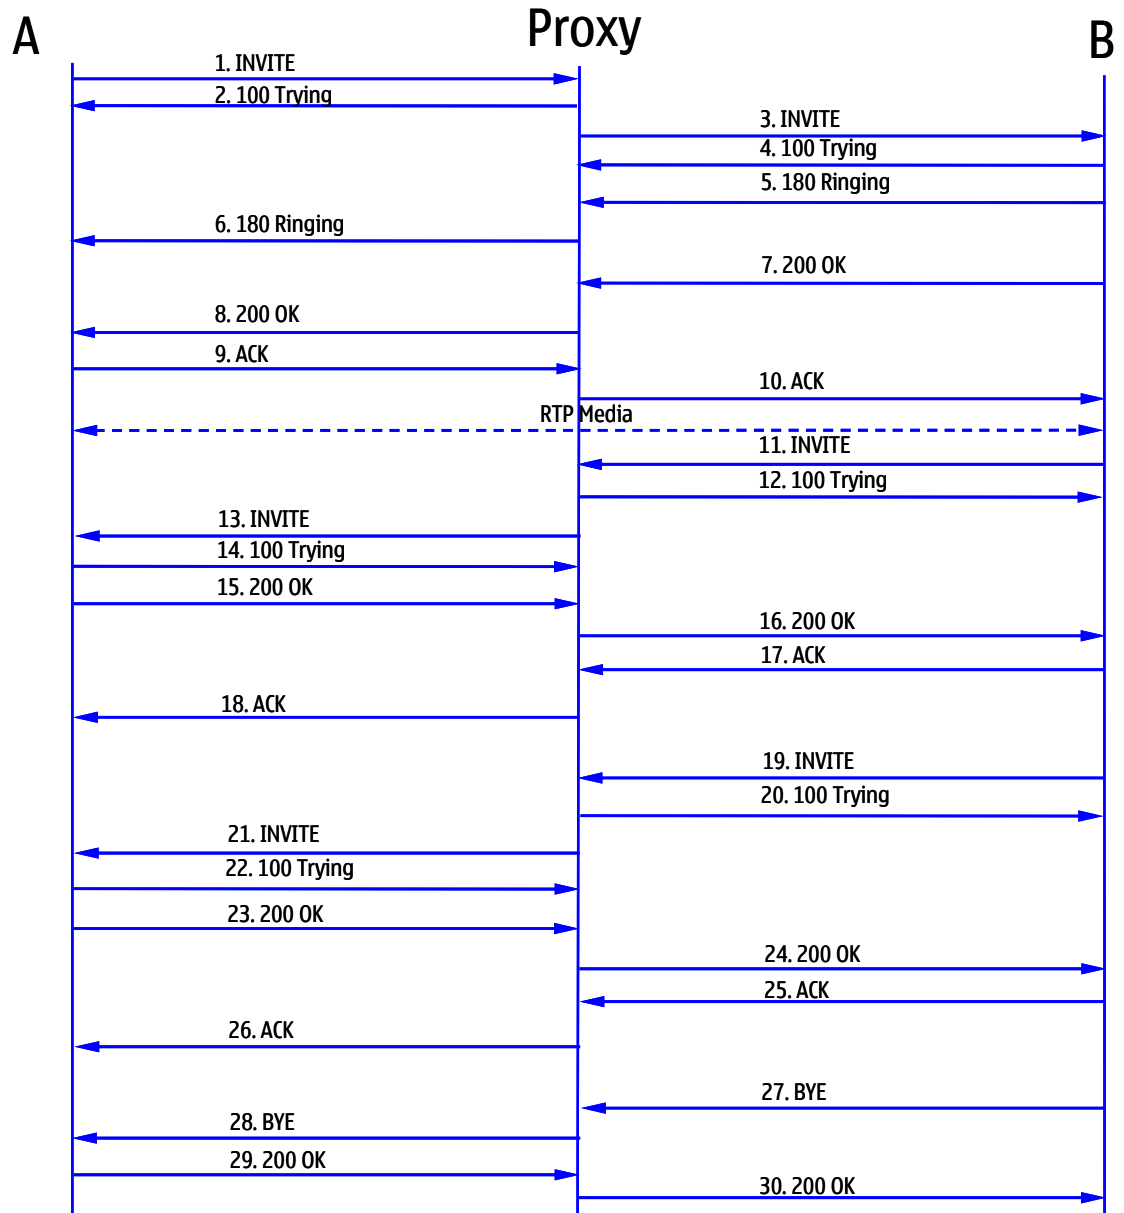 A
Proxy
B
1. INVITE
2. 100 Trying
3. INVITE
4. 100 Trying
5. 180 Ringing
6. 180 Ringing
7. 200 OK
8. 200 OK
9. ACK
10. ACK
RTP Media
11. INVITE
12. 100 Trying
13. INVITE
14. 100 Trying
15. 200 OK
16. 200 OK
17. ACK
18. ACK
19. INVITE
20. 100 Trying
21. INVITE
22. 100 Trying
23. 200 OK
24. 200 OK
25. ACK
26. ACK
27. BYE
28. BYE
29. 200 OK
30. 200 OK